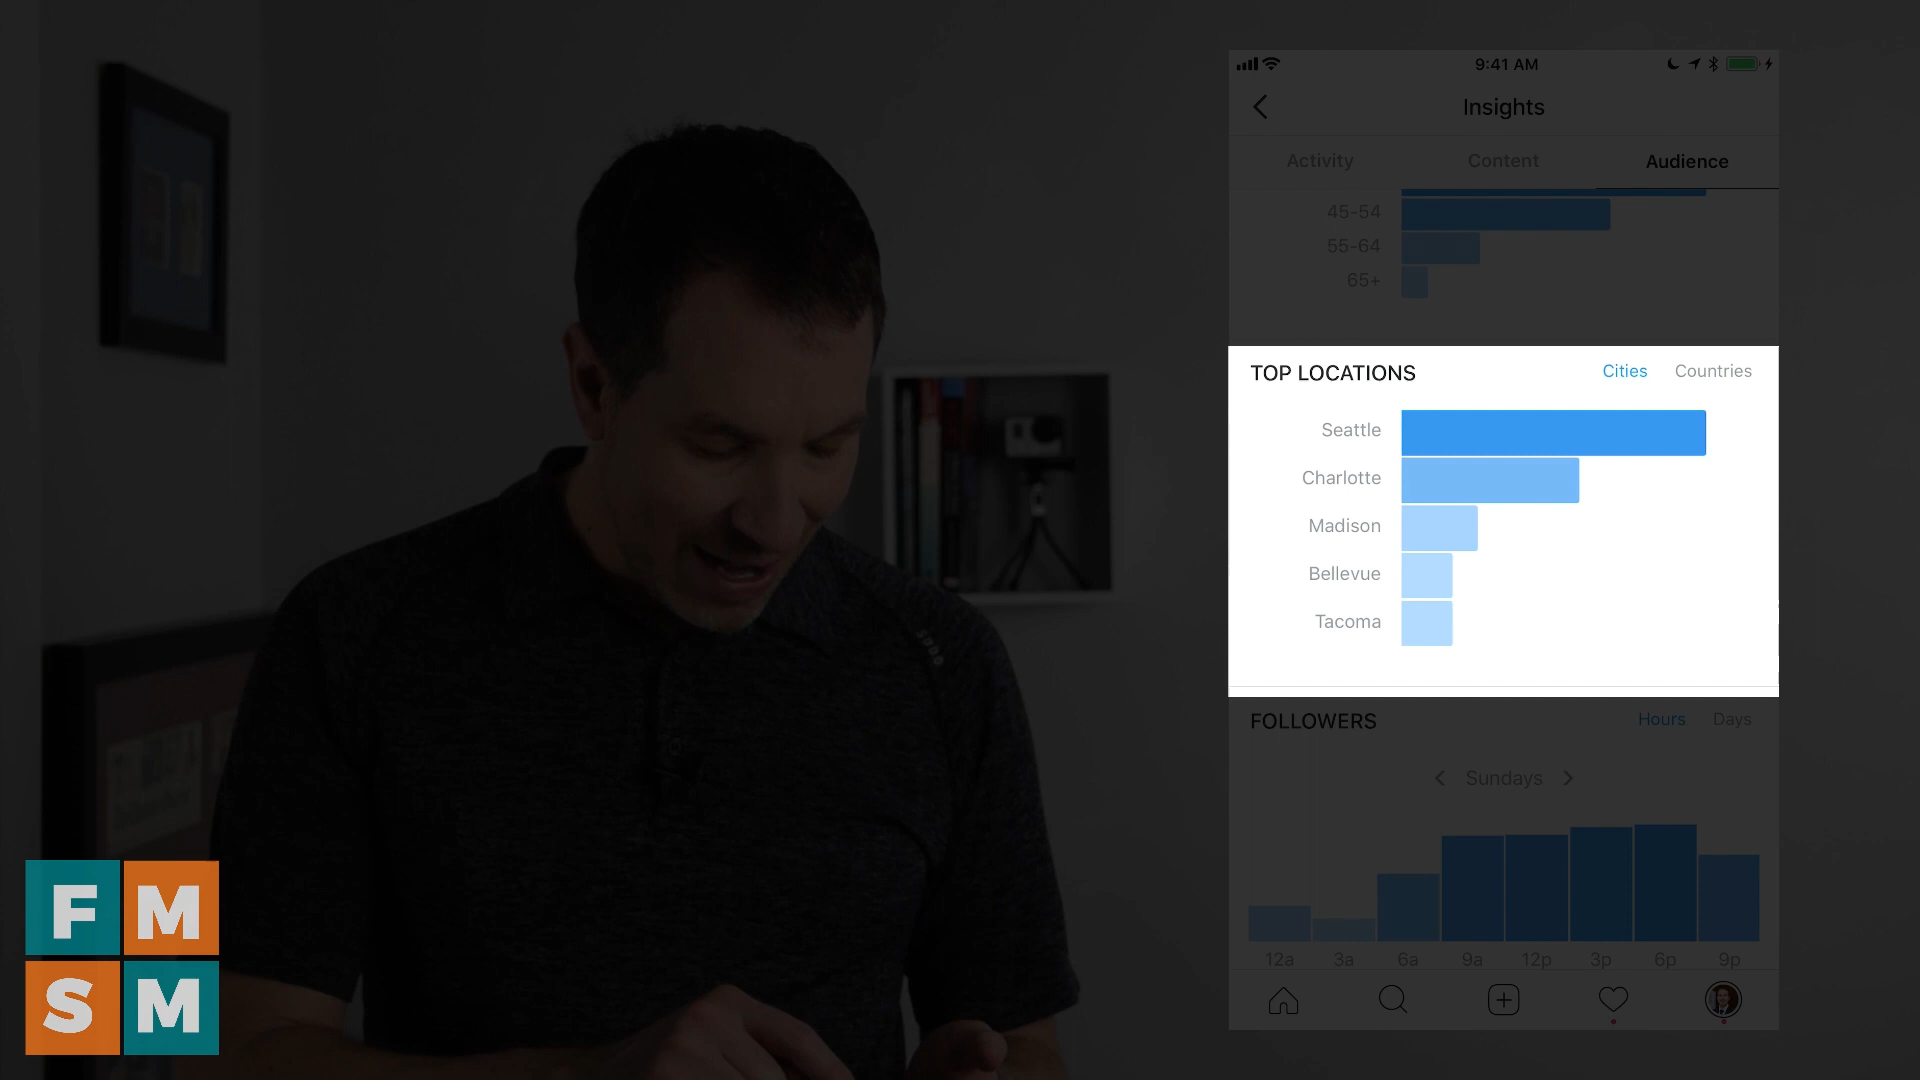 9:41 AM
Insights
Activity Content Audience
45-54
55-64
65+
TOP LOCATIONS Cities Countries
Seattle
Charlotte
Madison
Bellevue
Tacoma
FOLLOWERS Hours Days
Sundays
12a 3a 6a 9a 12p 3p 6p 9p
F M
S M